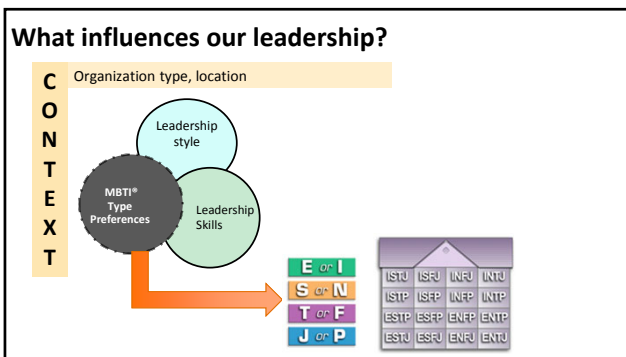 What influences our leadership?
C
O
N
T
E
X
T
Organization type, location
Leadership
style
MBTI®
Type
Preferences
Leadership
Skills
E or I
S or N
T or F
J or P
ISTJ ISFJ INFJ INTJ
ISTP ISFP INFP INTP
ESTP ESFP ENFP ENTP
ESTJ ESFJ ENFJ ENTJ